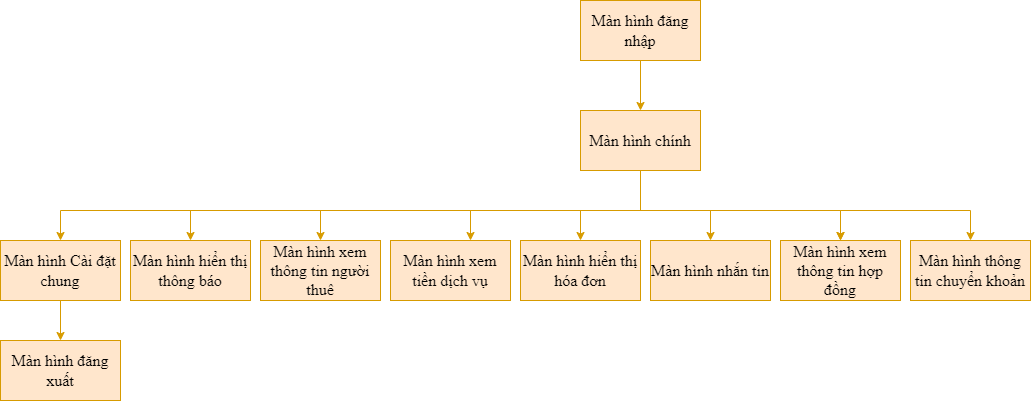 Màn hình đăng
nhập
Màn hình chính
Màn hình Cài đặt
chung
Màn hình hiển thị
thông báo
Màn hình xem
thông tin người
thuê
Màn hình xem
tiền dịch vụ
Màn hình hiển thị
hóa đơn
Màn hình nhắn tin
Màn hình xem
thông tin hợp
đồng
Màn hình thông
tin chuyển khoản
Màn hình đăng
xuất